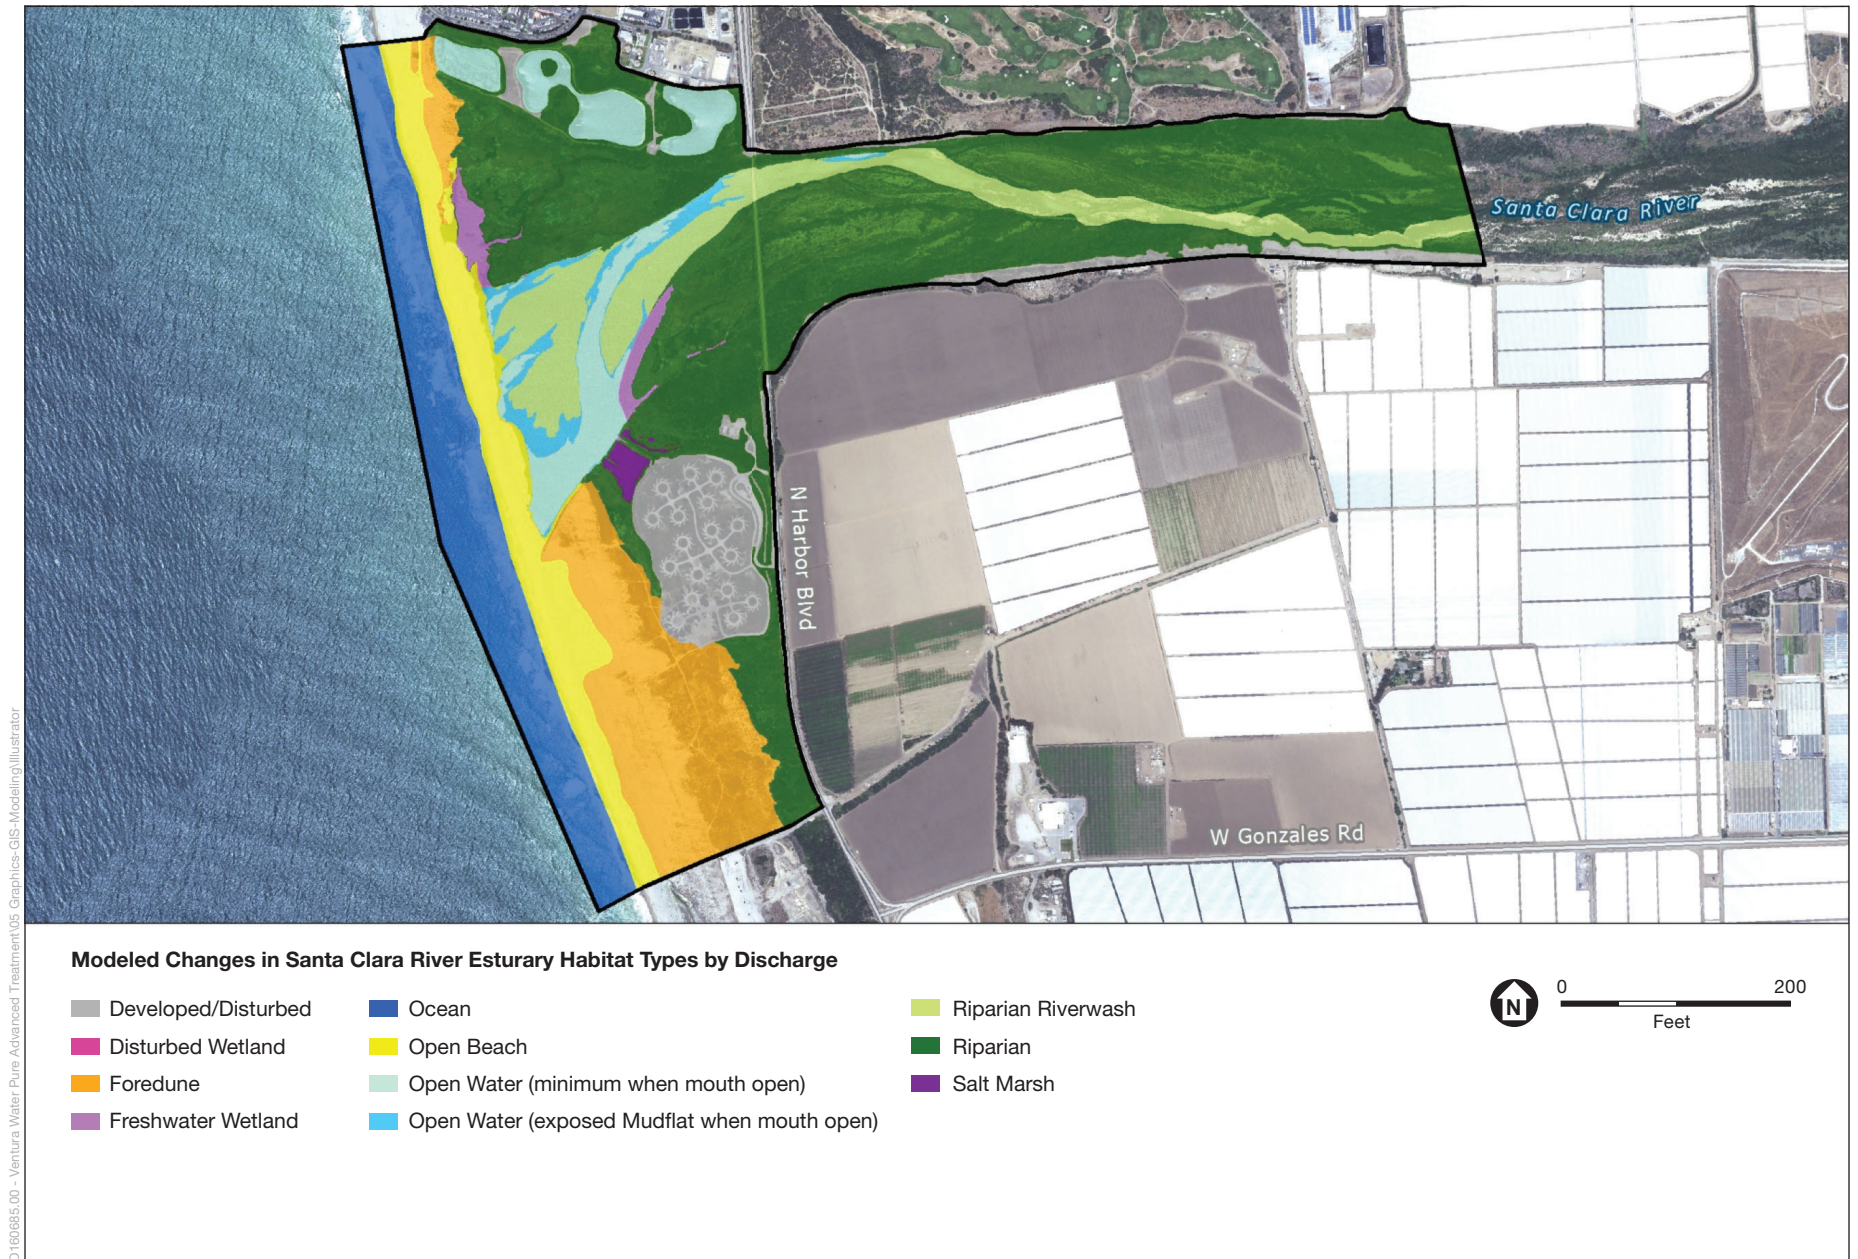 Santa Clara River
N Harbor Blvd
W Gonzales Rd
Modeled Changes in Santa Clara River Esturary Habitat Types by Discharge
Developed/Disturbed
Disturbed Wetland
Foredune
Freshwater Wetland
Ocean
Open Beach
Open Water (minimum when mouth open)
Open Water (exposed Mudflat when mouth open)
Riparian Riverwash
Riparian
Salt Marsh
N
0 200
Feet
D160685.00 - Ventura Water Pure Advanced Treatment\05 Graphics-GIS-Modeling\Illustrator